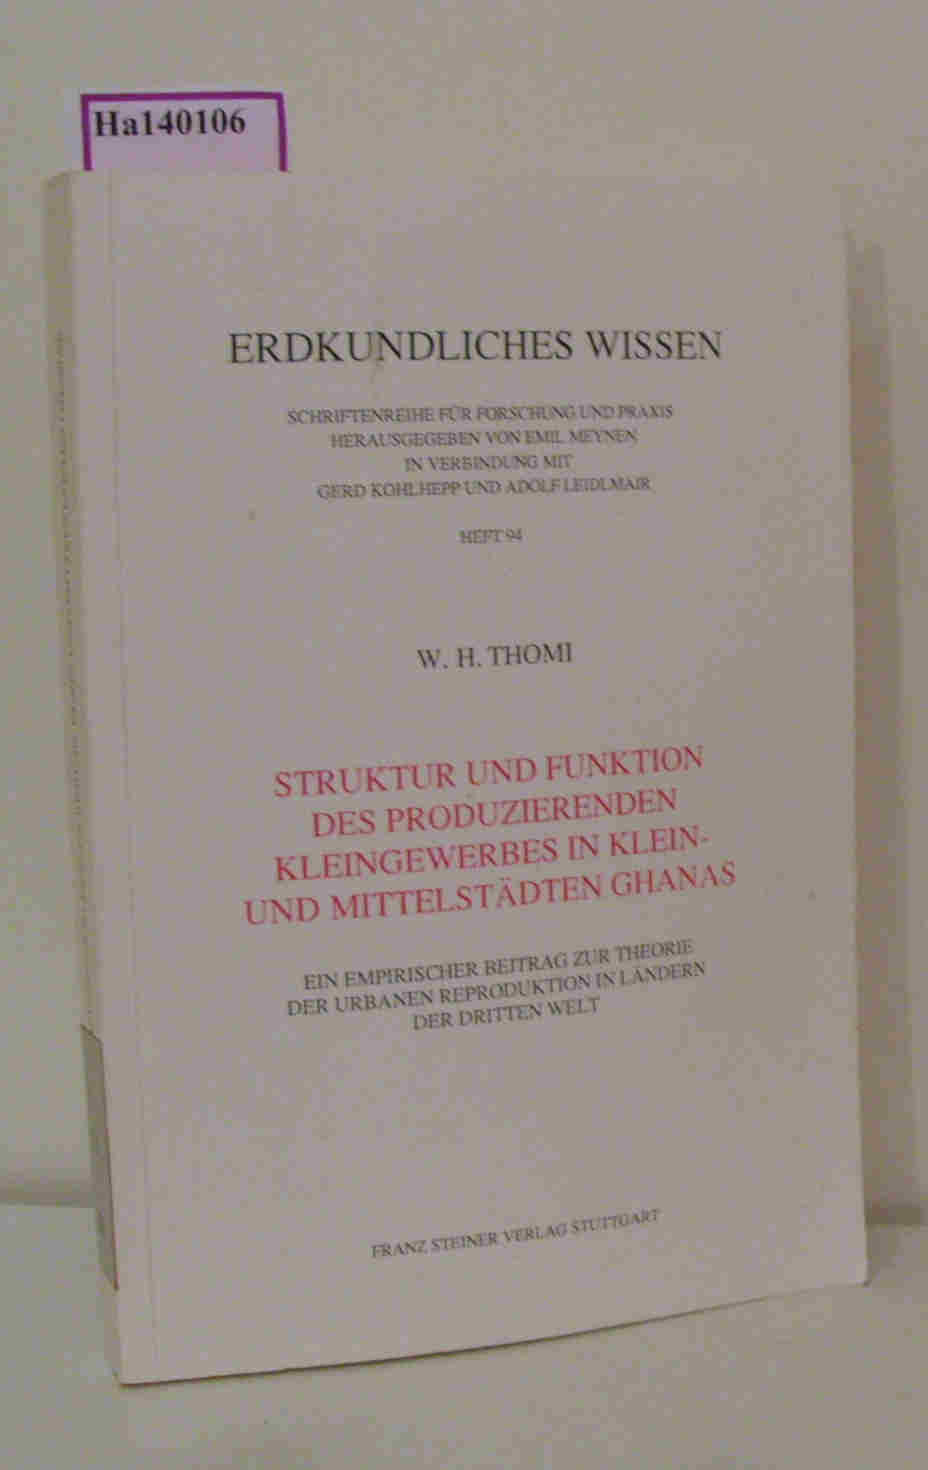 Ha140106
ERDKUNDLICHES WISSEN
SCHRIFTENREIHE FÜR FORSCHUNG UND PRAXIS
HERAUSGEGEBEN VON EMIL MEYNEN
IN VERBINDUNG MIT
GERD KOHLHEPP UND ADOLF LEIDLMAIR
HEFT 94
W. H. THOMI
STRUKTUR UND FUNKTION
DES PRODUZIERENDEN
KLEINGEWERBES IN KLEIN-
UND MITTELSTÄDTEN GHANAS
EIN EMPIRISCHER BEITRAG ZUR THEORIE
DER URBANEN REPRODUKTION IN LÄNDERN
DER DRITTEN WELT
FRANZ STEINER VERLAG STUTTGART